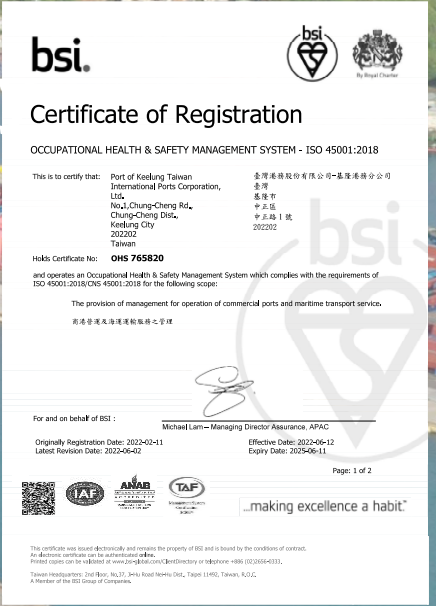 bsi.
bsi
By Royal Charter
Certificate of Registration
OCCUPATIONAL HEALTH & SAFETY MANAGEMENT SYSTEM - ISO 45001:2018
This is to certify that:
Port of Keelung Taiwan
International Ports Corporation,
Ltd.
No.1,Chung-Cheng Rd.,
Chung-Cheng Dist.,
Keelung City
202202
Taiwan
臺灣港務股份有限公司-基隆港務分公司
臺灣
基隆市
中正區
中正路1號
202202
Holds Certificate No: OHS 765820
and operates an Occupational Health & Safety Management System which complies with the requirements of
ISO 45001:2018/CNS 45001:2018 for the following scope:
The provision of management for operation of commercial ports and maritime transport service.
商港營運及海運運輸服務之管理
bsi
For and on behalf of BSI :
Michael Lam – Managing Director Assurance, APAC
Originally Registration Date: 2022-02-11
Latest Revision Date: 2022-06-02
Effective Date: 2022-06-12
Expiry Date: 2025-06-11
Page: 1 of 2
IAF
ANAB
ACCREDITED
TAF
...making excellence a habit.™
This certificate was issued electronically and remains the property of BSI and is bound by the conditions of contract.
An electronic certificate can be authenticated online.
Printed copies can be validated at www.bsi-global.com/ClientDirectory or telephone +886 (02)2656-0333.
Taiwan Headquarters: 2nd Floor, No.37, Ji-Hu Road Nei-Hu Dist., Taipei 11492, Taiwan, R.O.C.
A Member of the BSI Group of Companies.